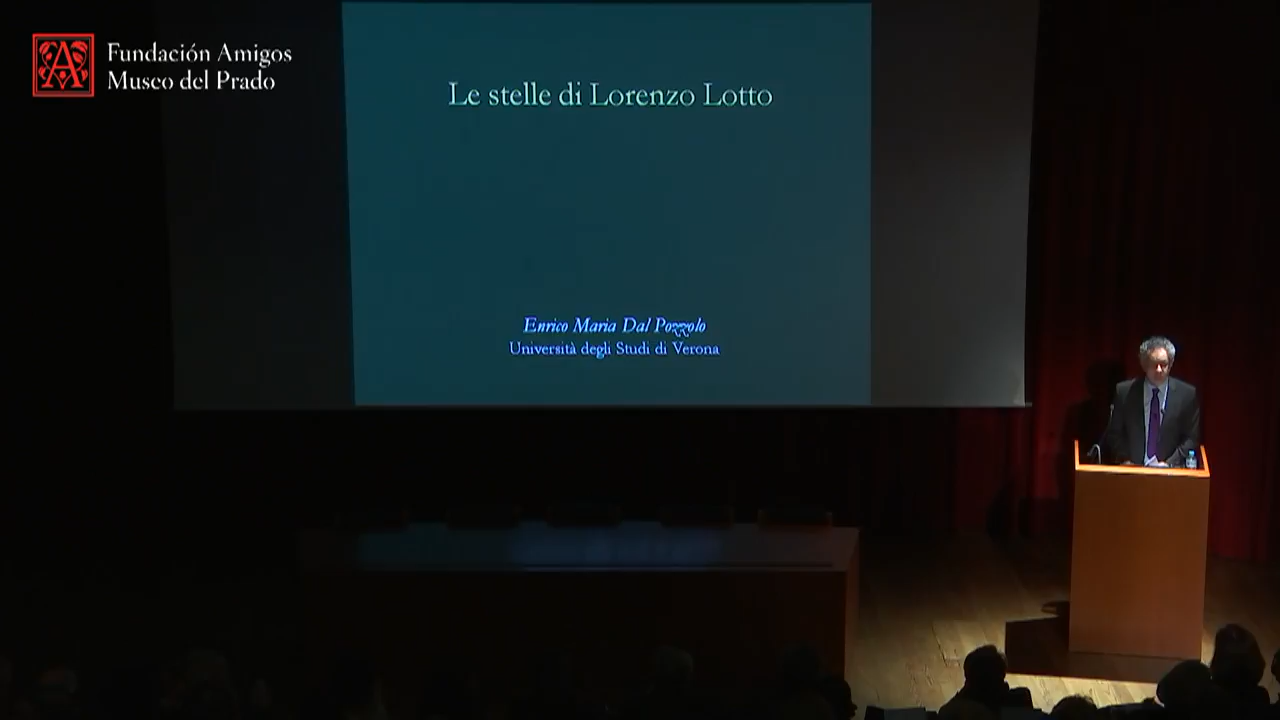 Fundación Amigos
Museo del Prado
Le stelle di Lorenzo Lotto
Enrico Maria Dal Pozzolo
Università degli Studi di Verona